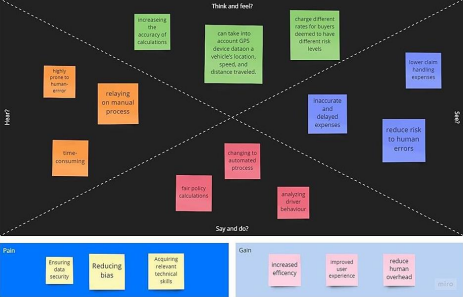 Think and feel?
increaseing
the
accuracy of
calculations
can take into
account GPS
device dataon a
vehicle's location,
speed, and
distance traveled.
charge different
rates for buyers
deemed to have
different risk
levels
highly
prone to
human-
error
relaying
on manual
process
time-
consuming
Hear?
lower claim
handling
expenses
Inaccurate
and
delayed
expenses
reduce risk
to human
errors
See?
changing to
automated
ptrocess
fair policy
calculations
analyzing
driver
behaviour
Say and do?
Pain
Ensuring
data
security
Reducing
bias
Acquiring
relevant
technical
skills
Gain
increased
efficency
improved
user
experience
reduce
human
overhead
miro